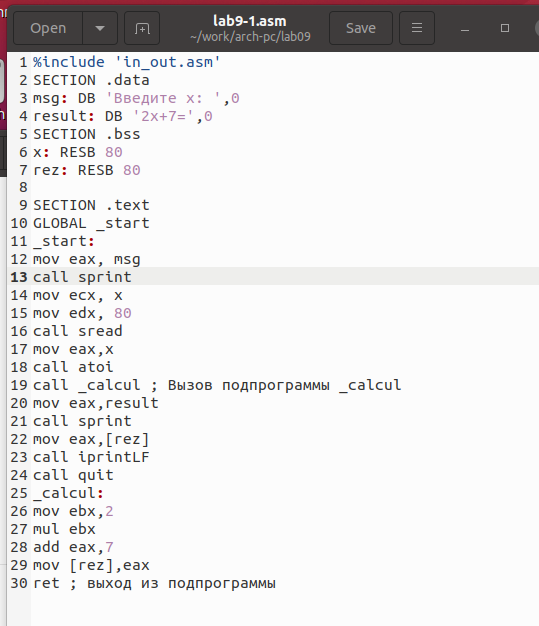 Open
lab9-1.asm
~/work/arch-pc/lab09
Save
1 %include 'in_out.asm'
2 SECTION .data
3 msg: DB 'Введите x: ',0
4 result: DB '2x+7=',0
5 SECTION .bss
6 x: RESB 80
7 rez: RESB 80
8
9 SECTION .text
10 GLOBAL _start
11 _start:
12 mov eax, msg
13 call sprint
14 mov ecx, x
15 mov edx, 80
16 call sread
17 mov eax,x
18 call atoi
19 call _calcul ; Вызов подпрограммы _calcul
20 mov eax,result
21 call sprint
22 mov eax,[rez]
23 call iprintLF
24 call quit
25 _calcul:
26 mov ebx,2
27 mul ebx
28 add eax,7
29 mov [rez],eax
30 ret ; выход из подпрограммы